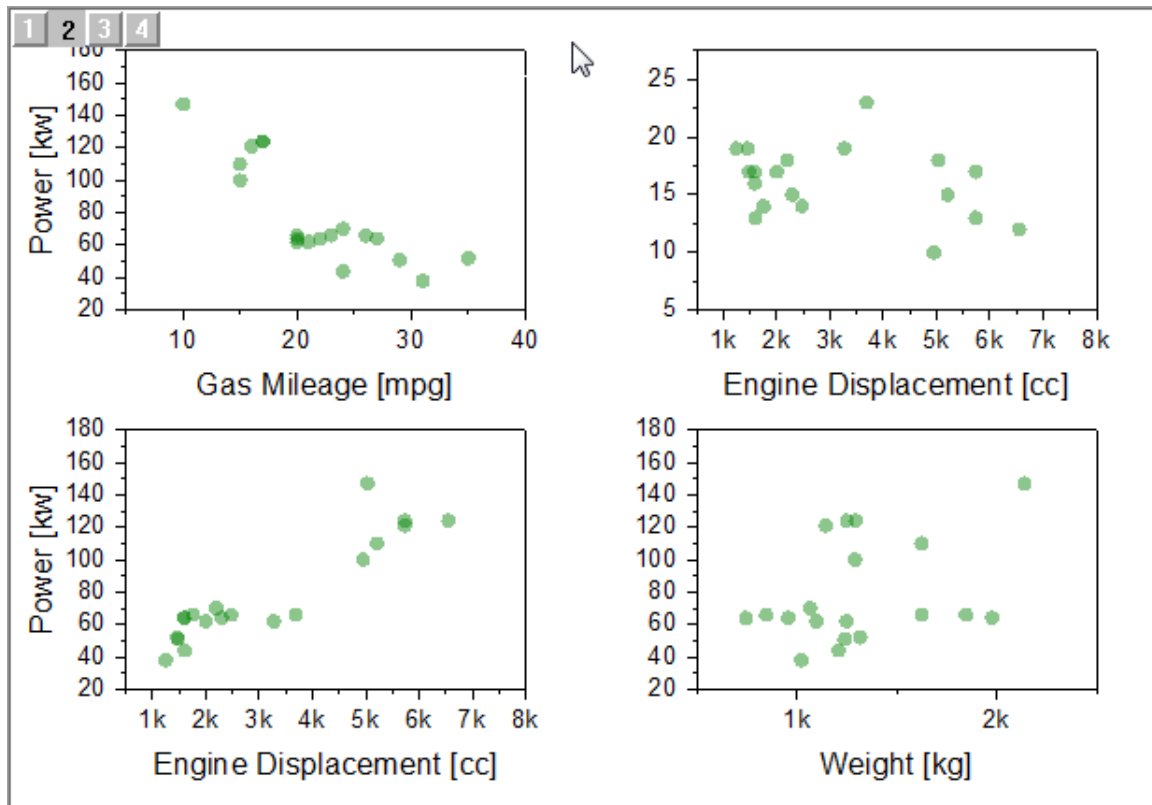 1 2 3 4
180
160
140
120
100
80
60
40
20
Power [kw]
10 20 30 40
Gas Mileage [mpg]
25
20
15
10
5
1k 2k 3k 4k 5k 6k 7k 8k
Engine Displacement [cc]
180
160
140
120
100
80
60
40
20
Power [kw]
1k 2k 3k 4k 5k 6k 7k 8k
Engine Displacement [cc]
180
160
140
120
100
80
60
40
20
1k 2k
Weight [kg]